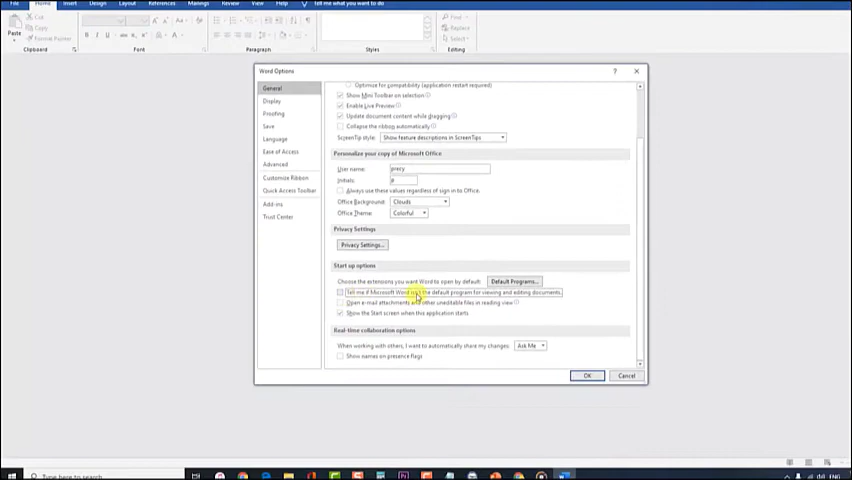 File Home Insert Design Layout References Mailings Review View Help Tell me what you want to do
Cut
Copy
Format Painter
Paste
Find
Replace
Select
Clipboard Font Paragraph Styles Editing
Word Options
General
Display
Proofing
Save
Language
Ease of Access
Advanced
Customize Ribbon
Quick Access Toolbar
Add-ins
Trust Center
Optimize for compatibility (application restart required)
Show Mini Toolbar on selection
Enable Live Preview
Update document content while dragging
Collapse the ribbon automatically
ScreenTip style: Show feature descriptions in ScreenTips
Personalize your copy of Microsoft Office
User name: precy
Initials: p
Always use these values regardless of sign in to Office.
Office Background: Clouds
Office Theme: Colorful
Privacy Settings
Privacy Settings...
Start up options
Choose the extensions you want Word to open by default: Default Programs...
Tell me if Microsoft Word isn't the default program for viewing and editing documents.
Open e-mail attachments and other uneditable files in reading view
Show the Start screen when this application starts
Real-time collaboration options
When working with others, I want to automatically share my changes: Ask Me
Show names on presence flags
OK Cancel
Type here to search